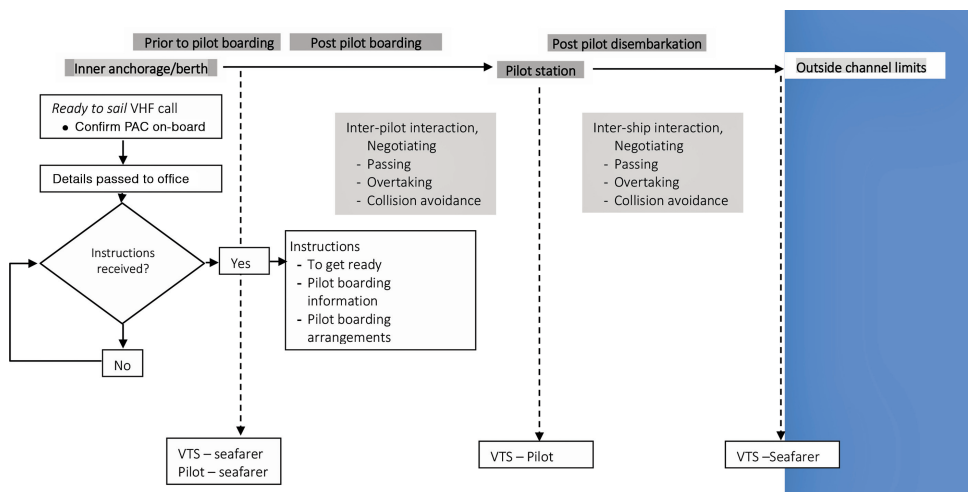 Prior to pilot boarding
Post pilot boarding
Post pilot disembarkation
Inner anchorage/berth
Pilot station
Outside channel limits
Ready to sail VHF call
• Confirm PAC on-board
Details passed to office
Instructions
received?
Yes
No
Instructions
- To get ready
- Pilot boarding
information
- Pilot boarding
arrangements
Inter-pilot interaction,
Negotiating
- Passing
- Overtaking
- Collision avoidance
Inter-ship interaction,
Negotiating
- Passing
- Overtaking
- Collision avoidance
VTS – seafarer
Pilot – seafarer
VTS – Pilot
VTS –Seafarer